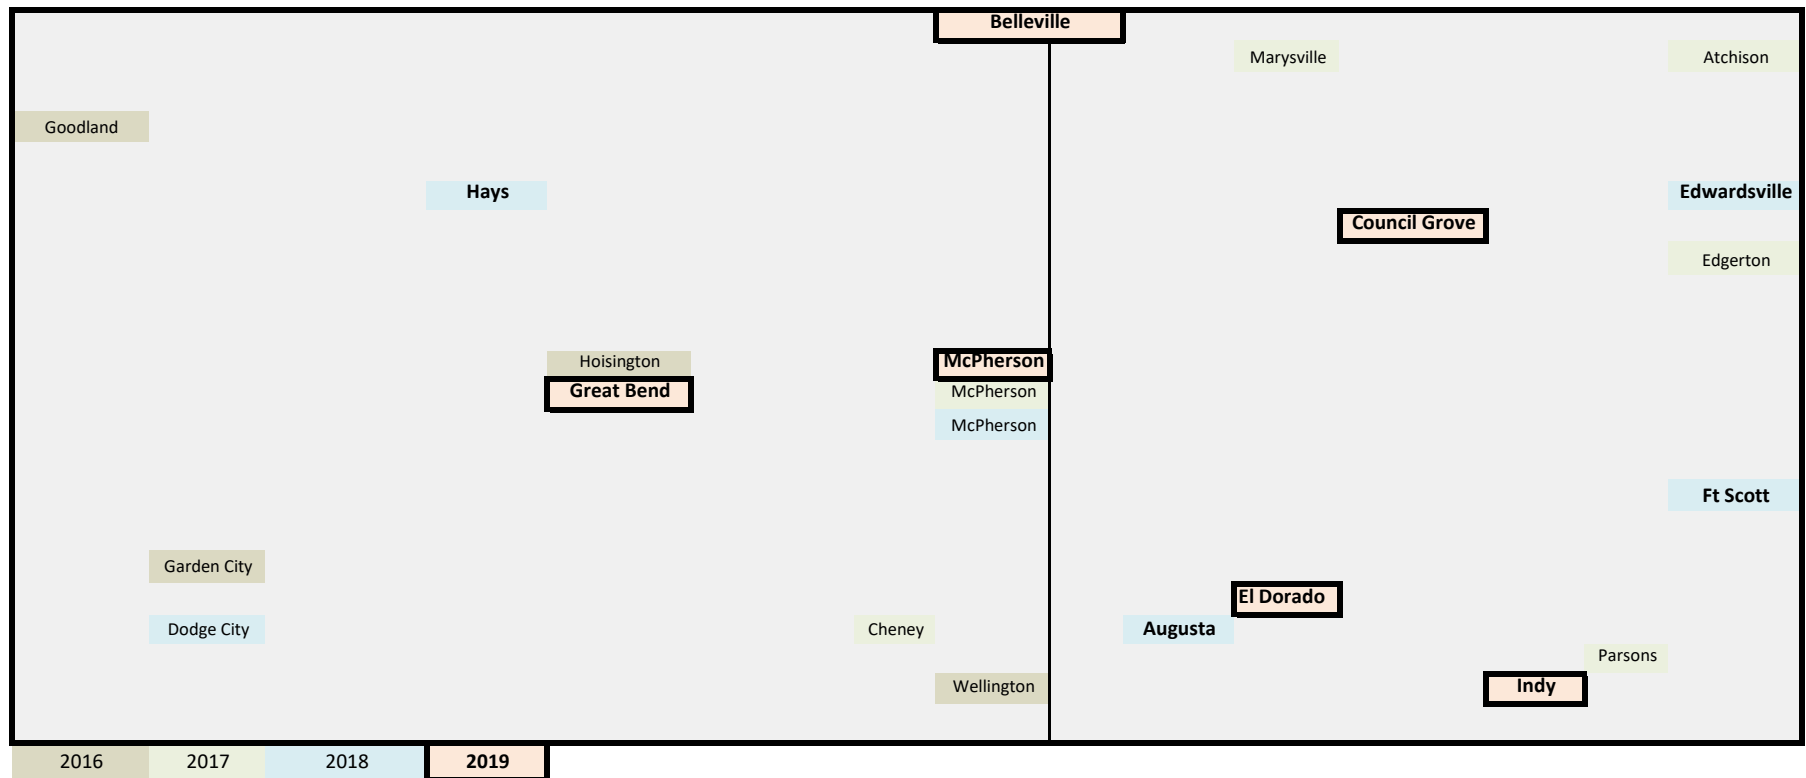 Belleville
Marysville
Atchison
Goodland
Hays
Edwardsville
Council Grove
Edgerton
Hoisington
McPherson
Great Bend
McPherson
McPherson
Ft Scott
Garden City
El Dorado
Dodge City
Cheney
Augusta
Parsons
Wellington
Indy
2016 2017 2018 2019